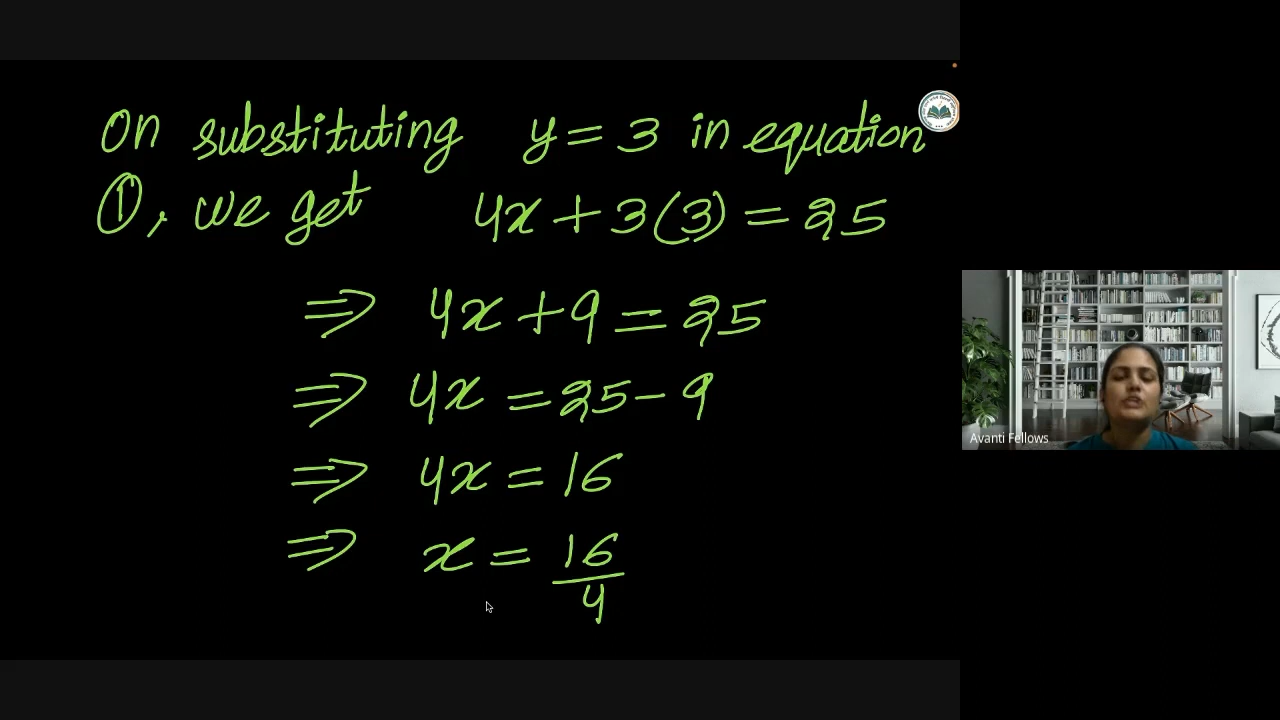 On substituting y = 3 in equation
①, we get 4x + 3(3) = 25
⇒ 4x + 9 = 25
⇒ 4x = 25 - 9
⇒ 4x = 16
⇒ x = 16/4
Avanti Fellows